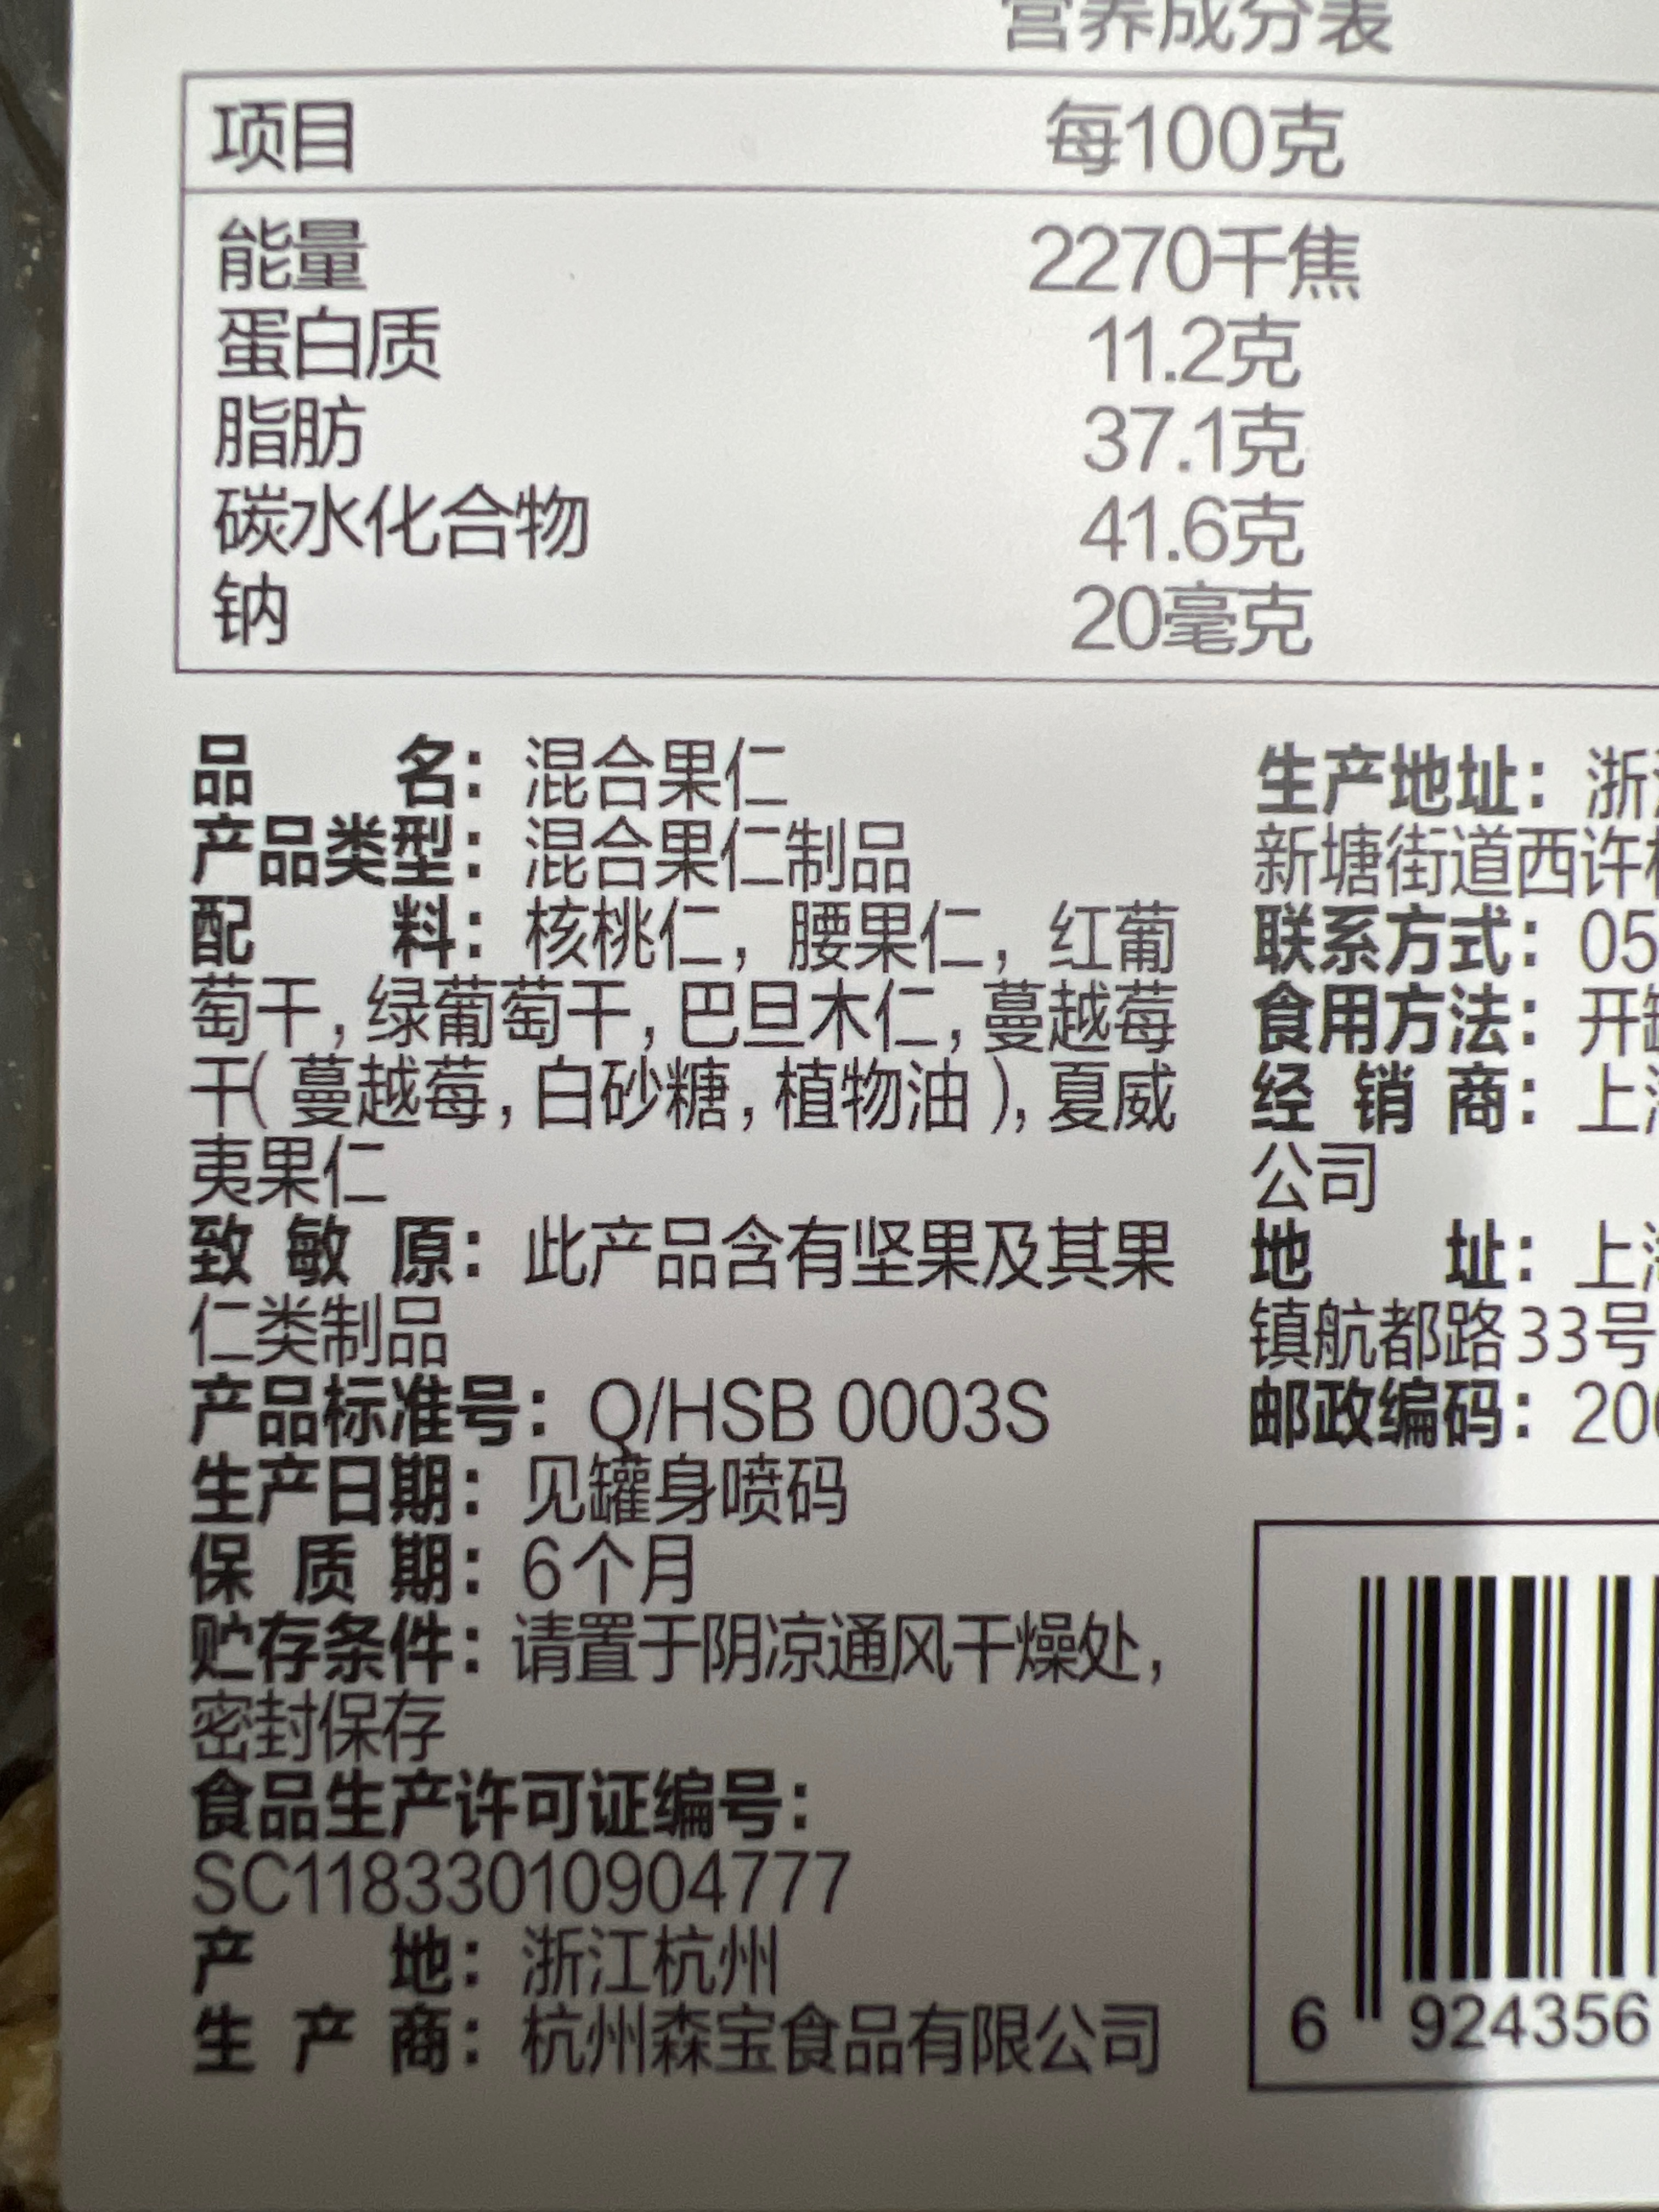 营养成分表
项目 每100克
能量 2270千焦
蛋白质 11.2克
脂肪 37.1克
碳水化合物 41.6克
钠 20毫克
品名：混合果仁
产品类型：混合果仁制品
配料：核桃仁，腰果仁，红葡
萄干,绿葡萄干,巴旦木仁,蔓越莓
干(蔓越莓,白砂糖,植物油),夏威
夷果仁
致敏原：此产品含有坚果及其果
仁类制品
产品标准号：Q/HSB 0003S
生产日期：见罐身喷码
保质期：6个月
贮存条件：请置于阴凉通风干燥处，
密封保存
食品生产许可证编号：
SC11833010904777
产地：浙江杭州
生产商：杭州森宝食品有限公司
生产地址：浙
新塘街道西许
联系方式：05
食用方法：开
经销商：上
公司
地址：上
镇航都路33号
邮政编码：20
6 924356